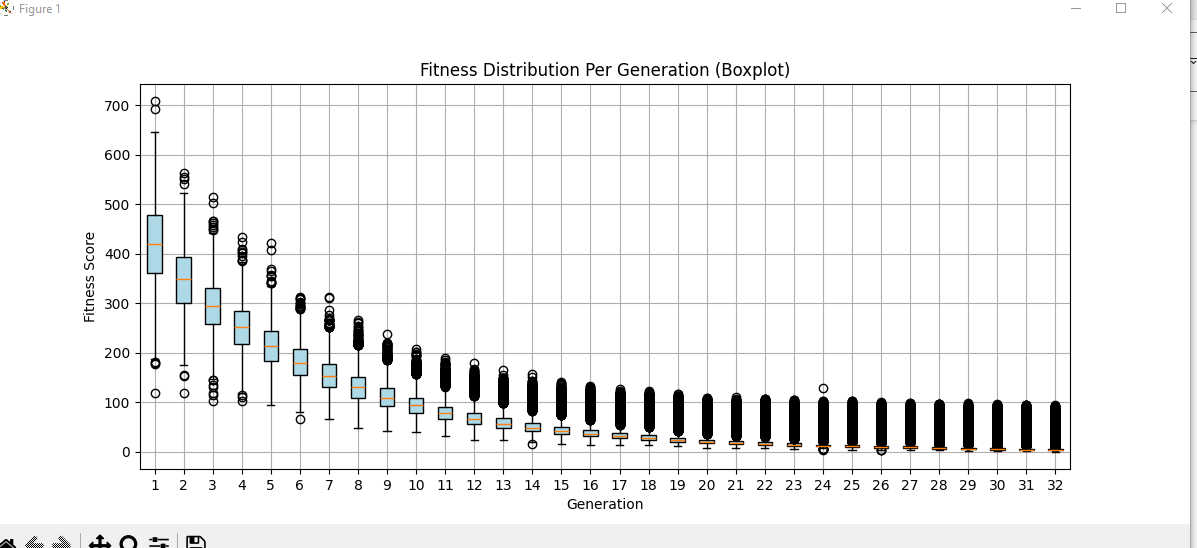 Figure 1
Fitness Distribution Per Generation (Boxplot)
700
600
500
400
300
200
100
0
Fitness Score
1 2 3 4 5 6 7 8 9 10 11 12 13 14 15 16 17 18 19 20 21 22 23 24 25 26 27 28 29 30 31 32
Generation